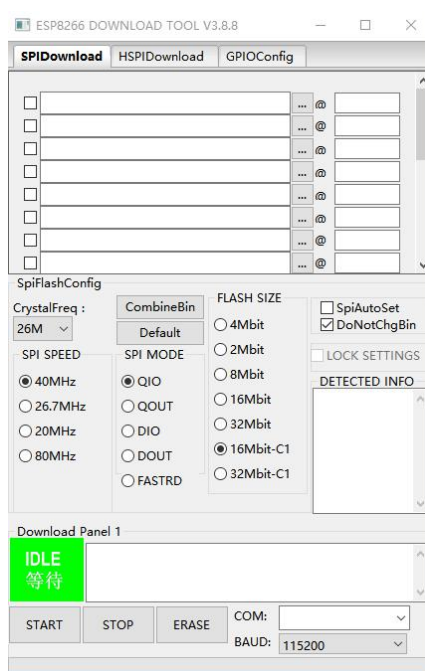 ESP8266 DOWNLOAD TOOL V3.8.8
SPIDownload HSPIDownload GPIOConfig
... @
... @
... @
... @
... @
... @
... @
... @
SpiFlashConfig
CrystalFreq :
26M
CombineBin
Default
SPI SPEED
40MHz
26.7MHz
20MHz
80MHz
SPI MODE
QIO
QOUT
DIO
DOUT
FASTRD
FLASH SIZE
4Mbit
2Mbit
8Mbit
16Mbit
32Mbit
16Mbit-C1
32Mbit-C1
SpiAutoSet
DoNotChgBin
LOCK SETTINGS
DETECTED INFO
Download Panel 1
IDLE
等待
START STOP ERASE
COM:
BAUD: 115200